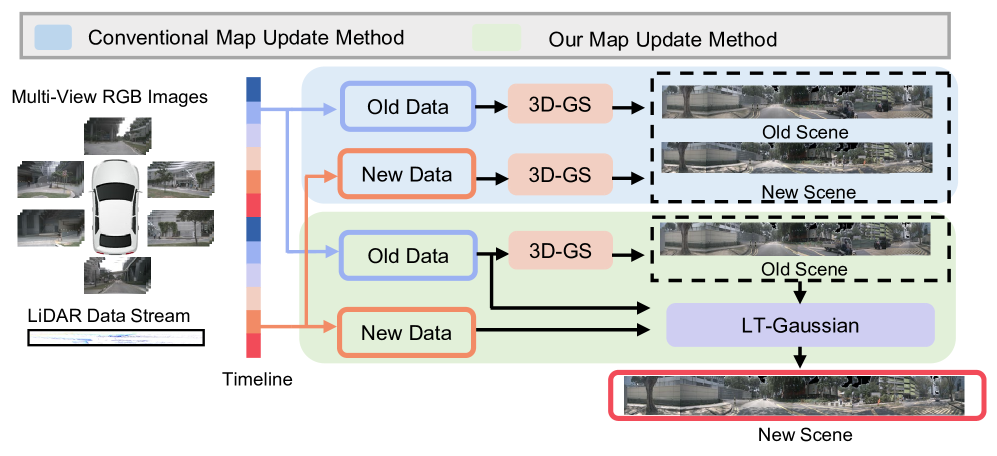 Conventional Map Update Method
Our Map Update Method
Multi-View RGB Images
LiDAR Data Stream
Timeline
Old Data
3D-GS
Old Scene
New Data
3D-GS
New Scene
Old Data
3D-GS
Old Scene
New Data
LT-Gaussian
New Scene